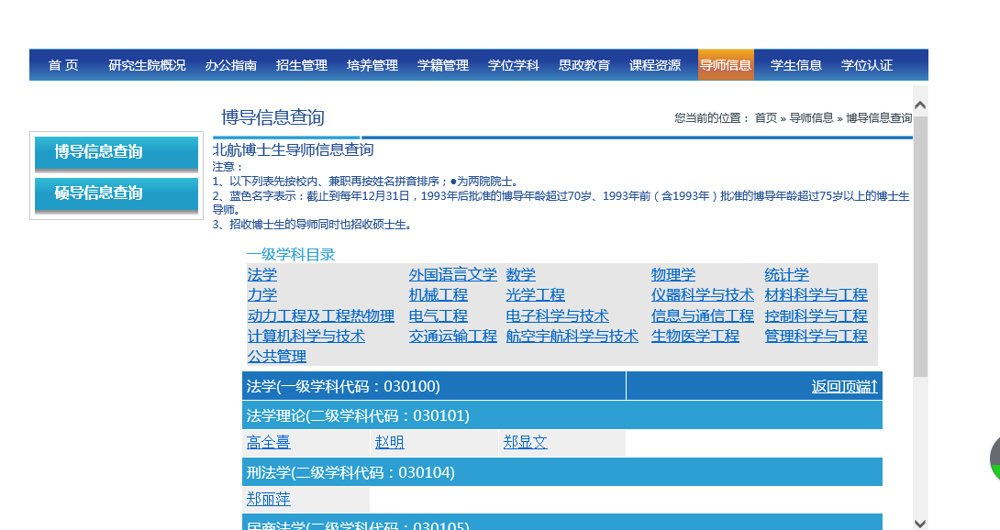 首 页 研究生院概况 办公指南 招生管理 培养管理 学籍管理 学位学科 思政教育 课程资源 导师信息 学生信息 学位认证
博导信息查询
硕导信息查询
博导信息查询 您当前的位置： 首页 » 导师信息 » 博导信息查询
北航博士生导师信息查询
注意：
1、以下列表先按校内、兼职再按姓名拼音排序；●为两院院士。
2、蓝色名字表示：截止到每年12月31日，1993年后批准的博导年龄超过70岁、1993年前（含1993年）批准的博导年龄超过75岁以上的博士生
导师。
3、招收博士生的导师同时也招收硕士生。
一级学科目录
法学 外国语言文学 数学 物理学 统计学
力学 机械工程 光学工程 仪器科学与技术 材料科学与工程
动力工程及工程热物理 电气工程 电子科学与技术 信息与通信工程 控制科学与工程
计算机科学与技术 交通运输工程 航空宇航科学与技术 生物医学工程 管理科学与工程
公共管理
法学(一级学科代码：030100) 返回顶端↑
法学理论(二级学科代码：030101)
高全喜 赵明 郑显文
刑法学(二级学科代码：030104)
郑丽萍
民商法学(二级学科代码：030105)